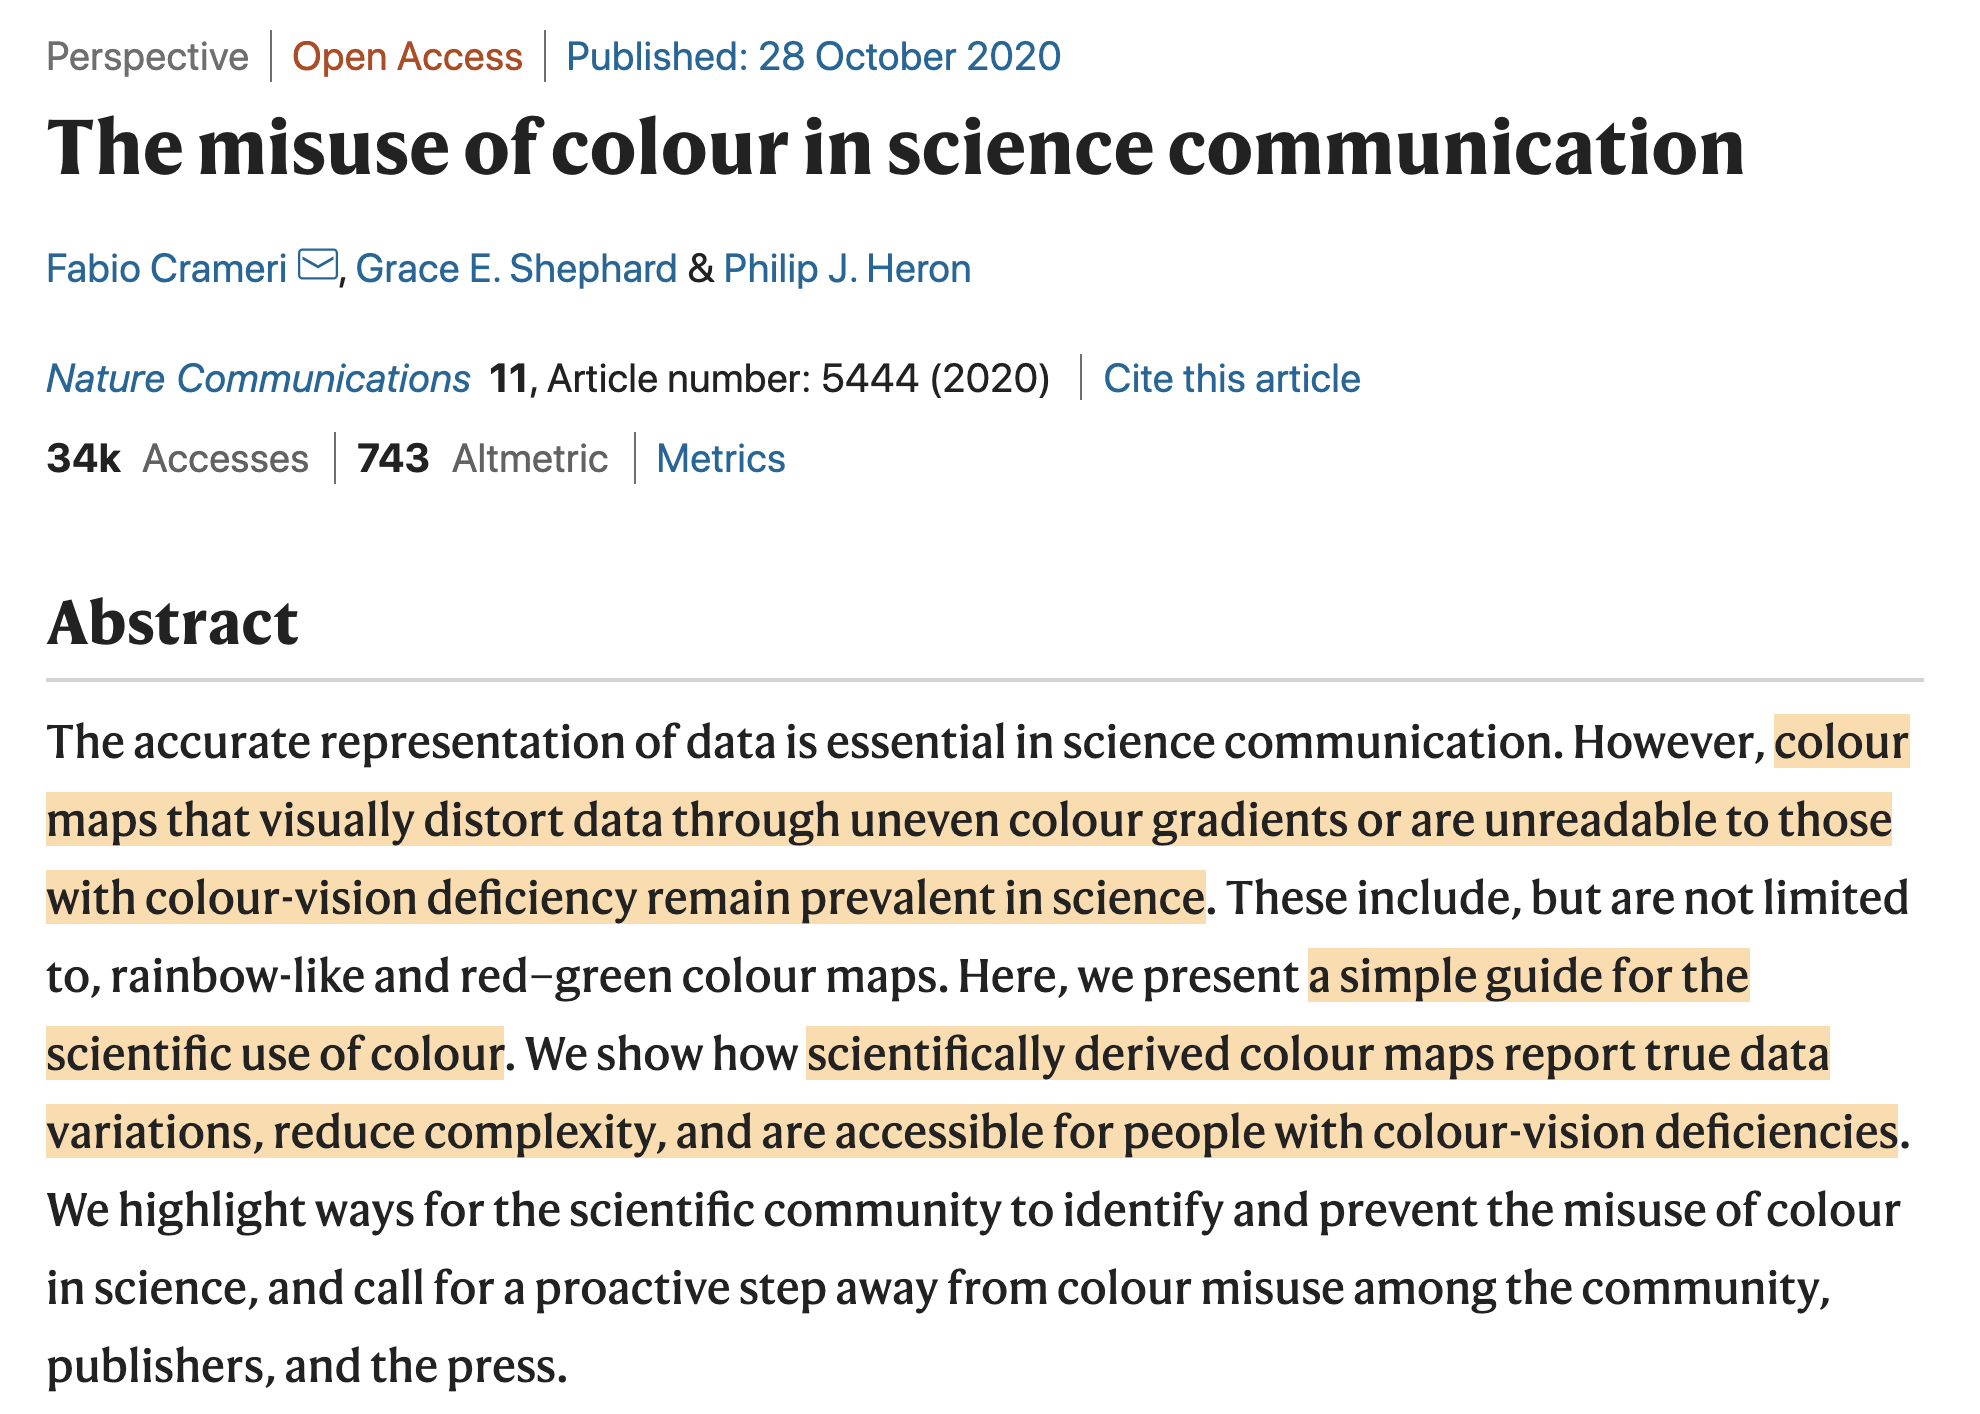 Perspective | Open Access | Published: 28 October 2020
The misuse of colour in science communication
Fabio Crameri , Grace E. Shephard & Philip J. Heron
Nature Communications 11, Article number: 5444 (2020) | Cite this article
34k Accesses | 743 Altmetric | Metrics
Abstract
The accurate representation of data is essential in science communication. However, colour
maps that visually distort data through uneven colour gradients or are unreadable to those
with colour-vision deficiency remain prevalent in science. These include, but are not limited
to, rainbow-like and red–green colour maps. Here, we present a simple guide for the
scientific use of colour. We show how scientifically derived colour maps report true data
variations, reduce complexity, and are accessible for people with colour-vision deficiencies.
We highlight ways for the scientific community to identify and prevent the misuse of colour
in science, and call for a proactive step away from colour misuse among the community,
publishers, and the press.